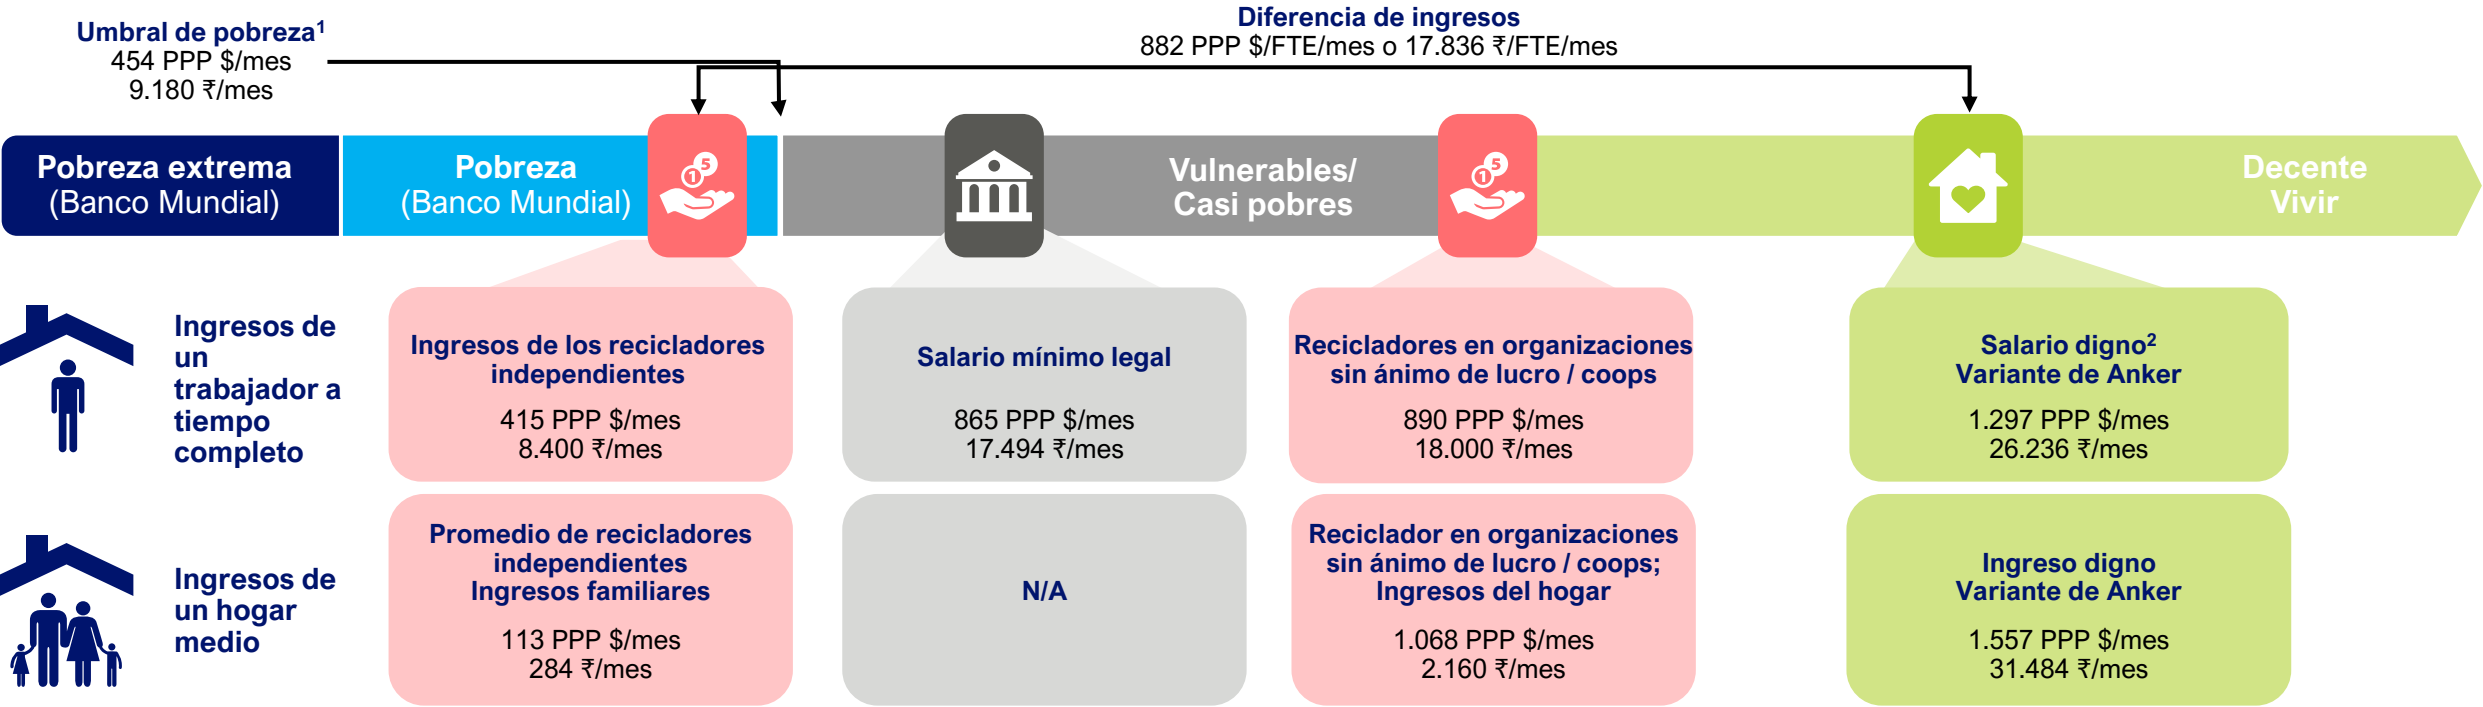 Umbral de pobreza¹
454 PPP $/mes
9.180 ₹/mes
Diferencia de ingresos
882 PPP $/FTE/mes o 17.836 ₹/FTE/mes
Pobreza extrema
(Banco Mundial)
Pobreza
(Banco Mundial)
1 5
Vulnerables/
Casi pobres
1 5
Decente
Vivir
Ingresos de
un
trabajador a
tiempo
completo
Ingresos de los recicladores
independientes
415 PPP $/mes
8.400 ₹/mes
Salario mínimo legal
865 PPP $/mes
17.494 ₹/mes
Recicladores en organizaciones
sin ánimo de lucro / coops
890 PPP $/mes
18.000 ₹/mes
Salario digno²
Variante de Anker
1.297 PPP $/mes
26.236 ₹/mes
Ingresos de
un hogar
medio
Promedio de recicladores
independientes
Ingresos familiares
113 PPP $/mes
284 ₹/mes
N/A
Reciclador en organizaciones
sin ánimo de lucro / coops;
Ingresos del hogar
1.068 PPP $/mes
2.160 ₹/mes
Ingreso digno
Variante de Anker
1.557 PPP $/mes
31.484 ₹/mes